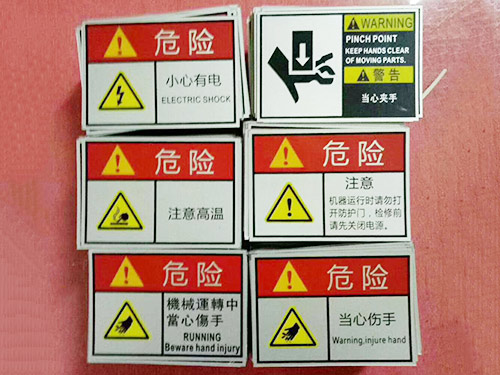 危险
小心有电
ELECTRIC SHOCK
WARNING
PINCH POINT
KEEP HANDS CLEAR
OF MOVING PARTS.
警告
当心夹手
危险
注意高温
危险
注意
机器运行时请勿打
开防护门，检修前
请先关闭电源。
危险
機械運轉中
當心傷手
RUNNING
Beware hand injury
危险
当心伤手
Warning,injure hand